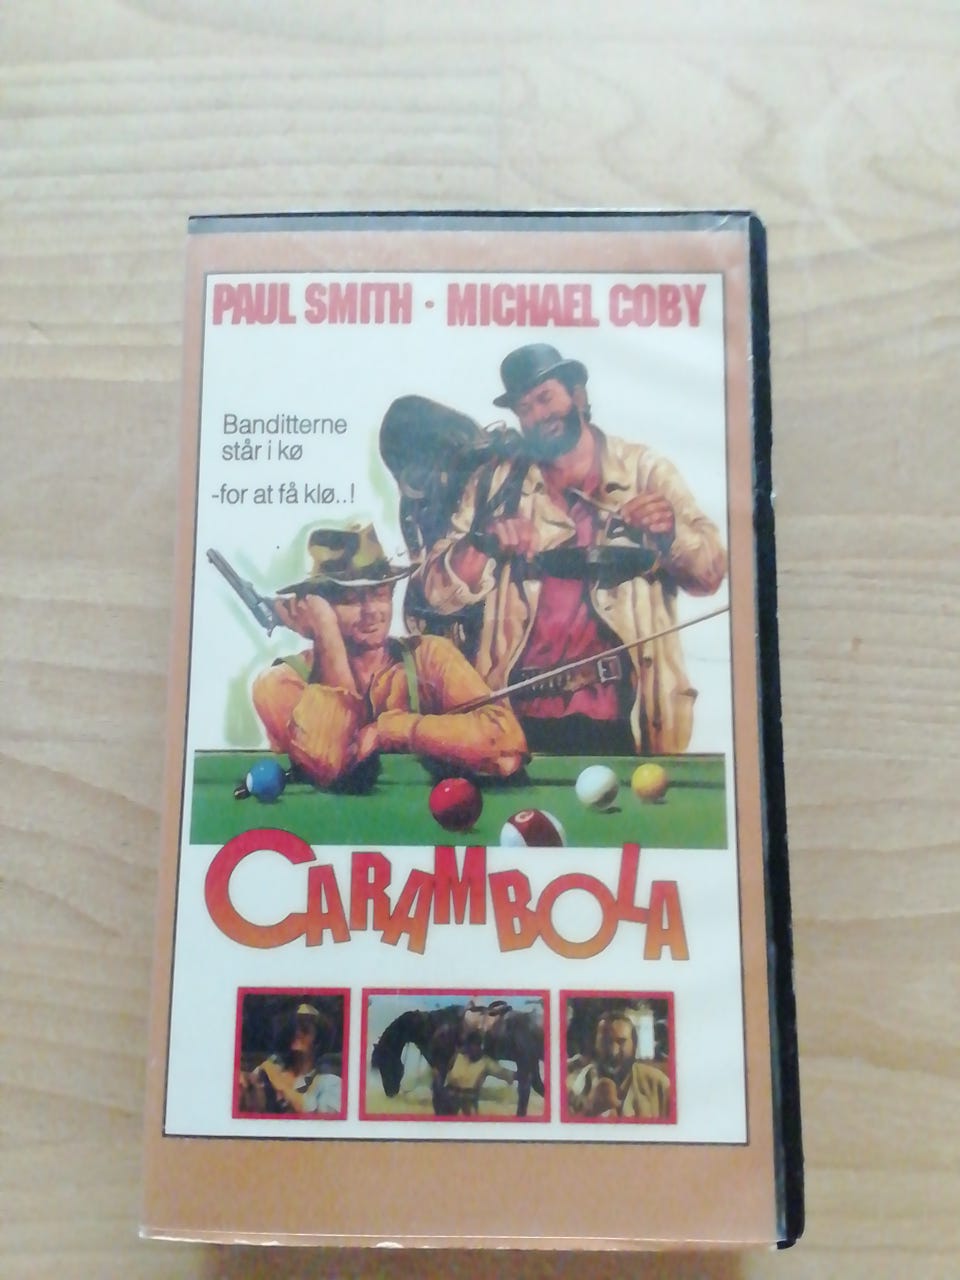 PAUL SMITH · MICHAEL COBY
Banditterne
står i kø
-for at få klø..!
CARAMBOLA